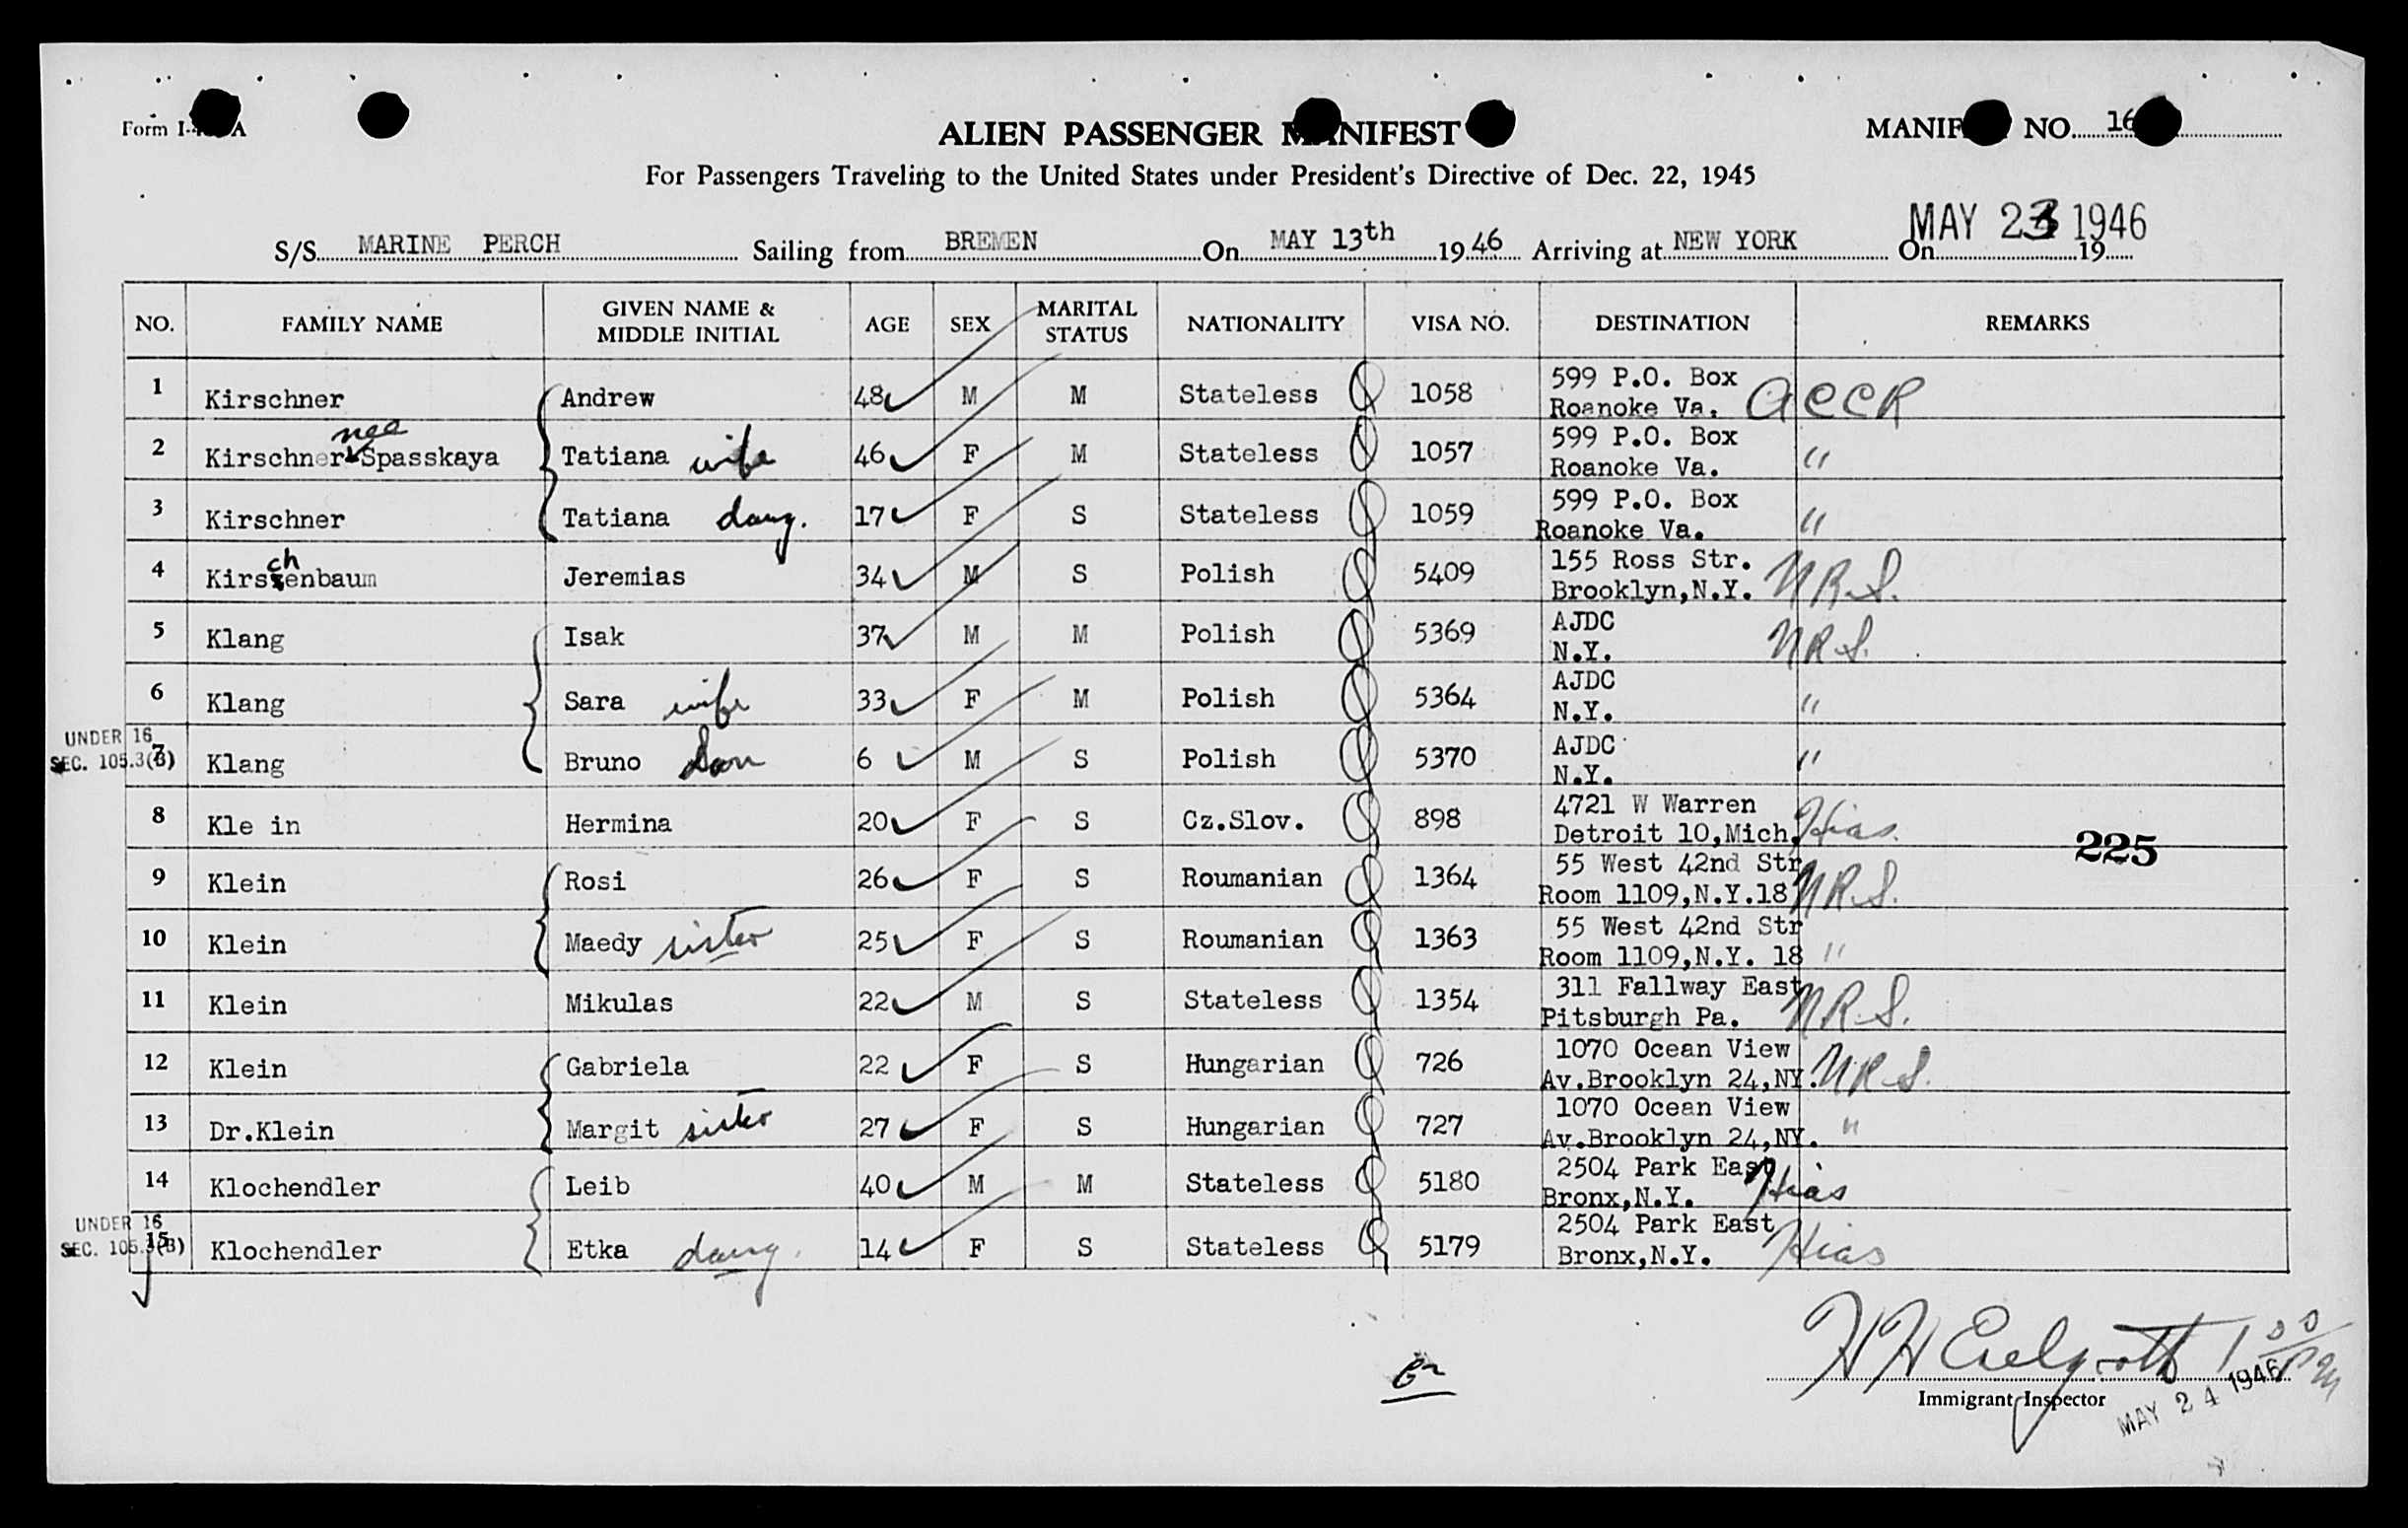 Form I- A
ALIEN PASSENGER MANIFEST
MANIF NO. 16
For Passengers Traveling to the United States under President's Directive of Dec. 22, 1945
S/S MARINE PERCH Sailing from BREMEN On MAY 13th 1946 Arriving at NEW YORK On MAY 23 1946 19
NO. FAMILY NAME GIVEN NAME & MIDDLE INITIAL AGE SEX MARITAL STATUS NATIONALITY VISA NO. DESTINATION REMARKS
1 Kirschner Andrew 48 M M Stateless 1058 599 P.O. Box Roanoke Va. ACCR
2 Kirschner nee Spasskaya Tatiana wife 46 F M Stateless 1057 599 P.O. Box Roanoke Va. "
3 Kirschner Tatiana daug. 17 F S Stateless 1059 599 P.O. Box Roanoke Va. "
4 Kirschenbaum Jeremias 34 M S Polish 5409 155 Ross Str. Brooklyn,N.Y. NRS.
5 Klang Isak 37 M M Polish 5369 AJDC N.Y. NRS.
6 Klang Sara wife 33 F M Polish 5364 AJDC N.Y. "
UNDER 16
SEC. 105.3(B)
7 Klang Bruno Son 6 M S Polish 5370 AJDC N.Y. "
8 Kle in Hermina 20 F S Cz.Slov. 898 4721 W Warren Detroit 10,Mich. Hias.
225
9 Klein Rosi 26 F S Roumanian 1364 55 West 42nd Str Room 1109,N.Y.18 NRS.
10 Klein Maedy sister 25 F S Roumanian 1363 55 West 42nd Str Room 1109,N.Y. 18 "
11 Klein Mikulas 22 M S Stateless 1354 311 Fallway East Pitsburgh Pa. NRS.
12 Klein Gabriela 22 F S Hungarian 726 1070 Ocean View Av.Brooklyn 24,NY. NRS.
13 Dr.Klein Margit sister 27 F S Hungarian 727 1070 Ocean View Av.Brooklyn 24,NY. "
14 Klochendler Leib 40 M M Stateless 5180 2504 Park East Bronx,N.Y. Hias
UNDER 16
SEC. 105.3(B)
15 Klochendler Etka daug. 14 F S Stateless 5179 2504 Park East Bronx,N.Y. Hias
Immigrant Inspector
MAY 24 1946